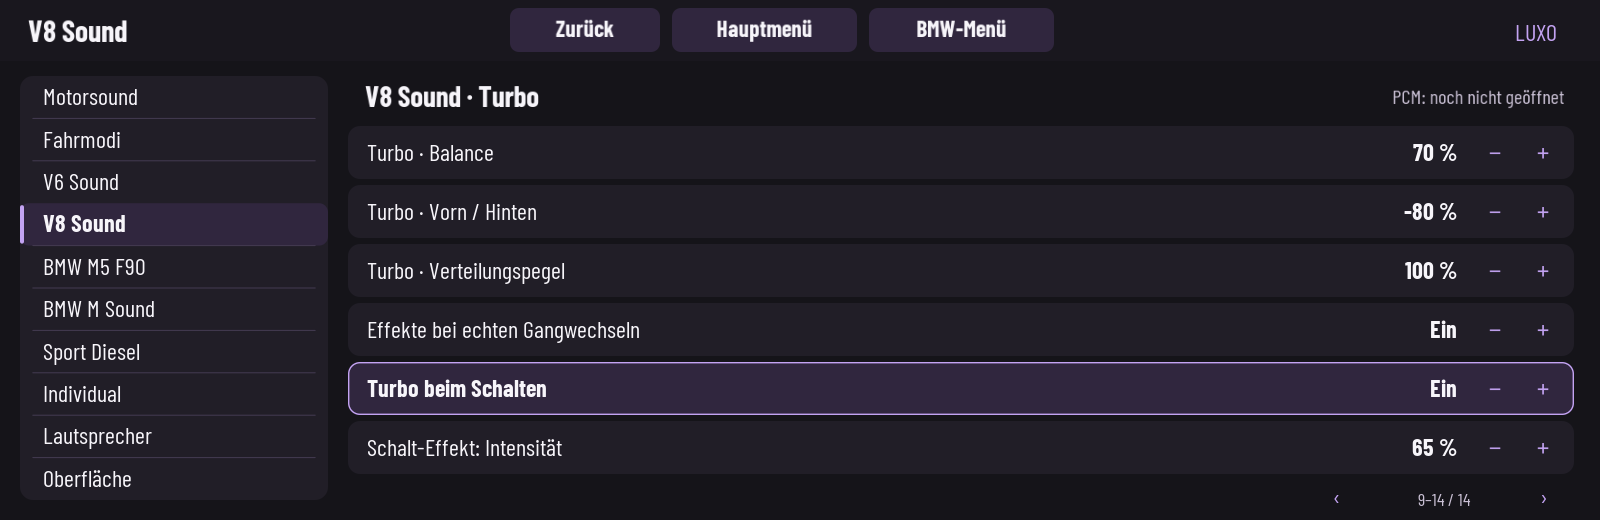 V8 Sound
Zurück
Hauptmenü
BMW-Menü
LUXO
Motorsound
Fahrmodi
V6 Sound
V8 Sound
BMW M5 F90
BMW M Sound
Sport Diesel
Individual
Lautsprecher
Oberfläche
V8 Sound · Turbo
PCM: noch nicht geöffnet
Turbo · Balance 70 % − +
Turbo · Vorn / Hinten -80 % − +
Turbo · Verteilungspegel 100 % − +
Effekte bei echten Gangwechseln Ein − +
Turbo beim Schalten Ein − +
Schalt-Effekt: Intensität 65 % − +
‹ 9–14 / 14 ›